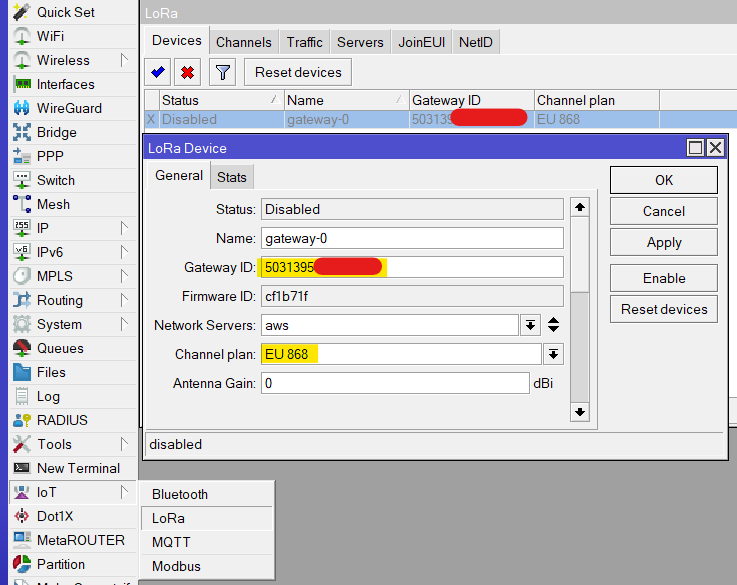 Quick Set
WiFi
Wireless
Interfaces
WireGuard
Bridge
PPP
Switch
Mesh
IP
IPv6
MPLS
Routing
System
Queues
Files
Log
RADIUS
Tools
New Terminal
IoT
Dot1X
MetaROUTER
Partition
LoRa
Devices Channels Traffic Servers JoinEUI NetID
Reset devices
Status Name Gateway ID Channel plan
X Disabled gateway-0 503139 EU 868
LoRa Device
General Stats
Status: Disabled
Name: gateway-0
Gateway ID: 5031395
Firmware ID: cf1b71f
Network Servers: aws
Channel plan: EU 868
Antenna Gain: 0 dBi
OK
Cancel
Apply
Enable
Reset devices
disabled
Bluetooth
LoRa
MQTT
Modbus